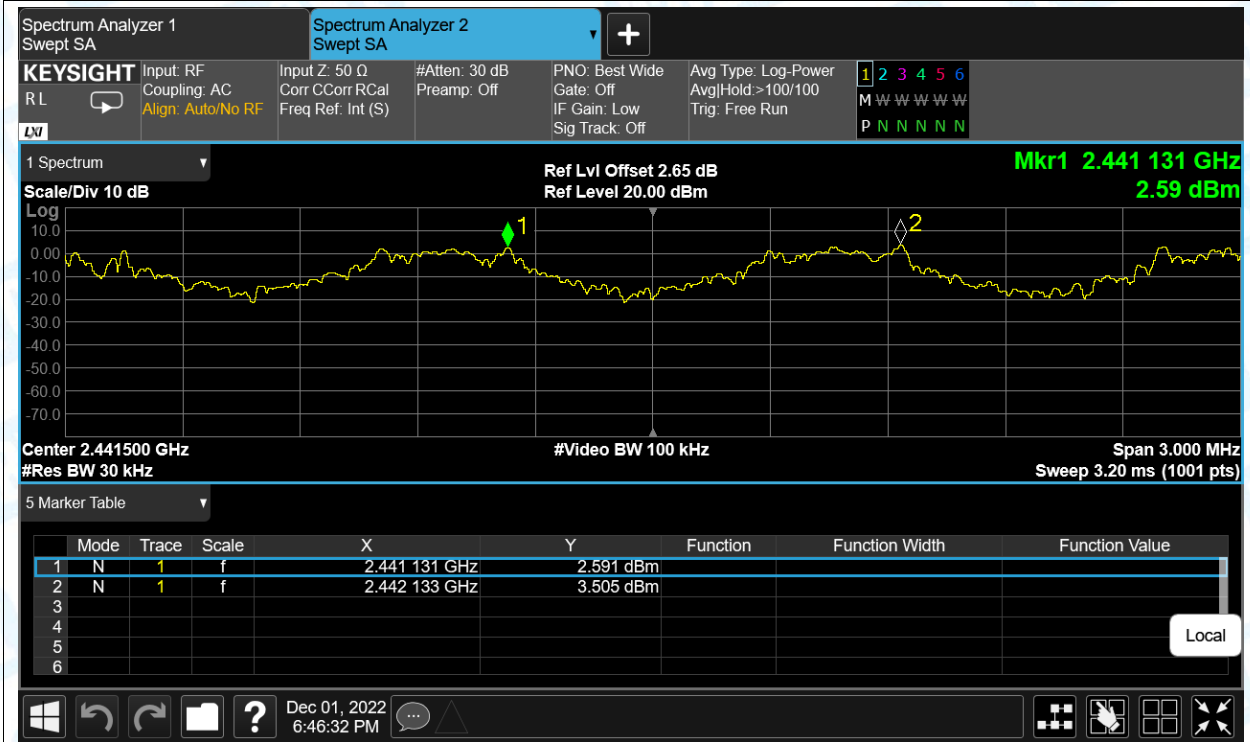 Spectrum Analyzer 1
Swept SA
Spectrum Analyzer 2
Swept SA
▼
+
KEYSIGHT
R L
LXI
Input: RF
Coupling: AC
Align: Auto/No RF
Input Z: 50 Ω
Corr CCorr RCal
Freq Ref: Int (S)
#Atten: 30 dB
Preamp: Off
PNO: Best Wide
Gate: Off
IF Gain: Low
Sig Track: Off
Avg Type: Log-Power
Avg|Hold:>100/100
Trig: Free Run
1 2 3 4 5 6
M W W W W W W
P N N N N N N
1 Spectrum ▼
Scale/Div 10 dB
Ref Lvl Offset 2.65 dB
Ref Level 20.00 dBm
Mkr1 2.441 131 GHz
2.59 dBm
Log
10.0
0.00
-10.0
-20.0
-30.0
-40.0
-50.0
-60.0
-70.0
1
2
Center 2.441500 GHz
#Res BW 30 kHz
#Video BW 100 kHz
Span 3.000 MHz
Sweep 3.20 ms (1001 pts)
5 Marker Table ▼
Mode Trace Scale X Y Function Function Width Function Value
1 N 1 f 2.441 131 GHz 2.591 dBm
2 N 1 f 2.442 133 GHz 3.505 dBm
3
4
5
6
Local
?
Dec 01, 2022
6:46:32 PM